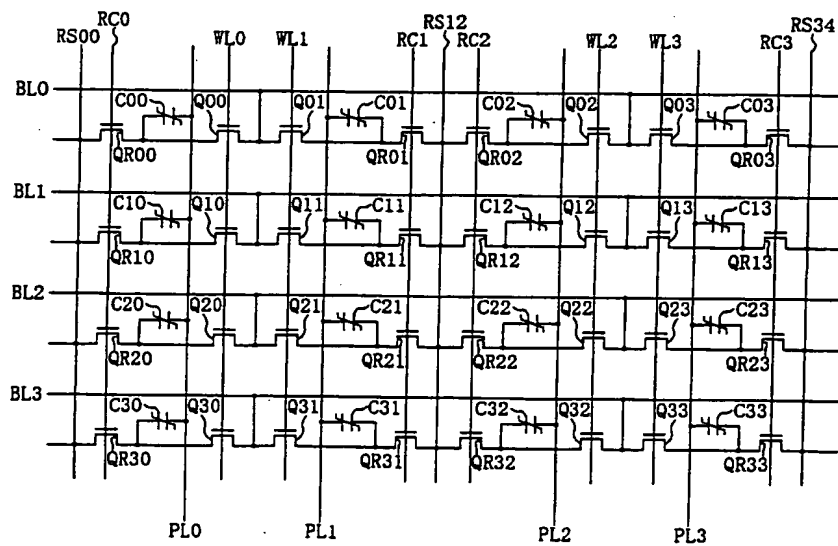 RS00 RC0 WL0 WL1 RC1 RS12 RC2 WL2 WL3 RC3 RS34
BL0
C00 Q00 Q01 C01 C02 Q02 Q03 C03
QR00 QR01 QR02 QR03
BL1
C10 Q10 Q11 C11 C12 Q12 Q13 C13
QR10 QR11 QR12 QR13
BL2
C20 Q20 Q21 C21 C22 Q22 Q23 C23
QR20 QR21 QR22 QR23
BL3
C30 Q30 Q31 C31 C32 Q32 Q33 C33
QR30 QR31 QR32 QR33
PL0 PL1 PL2 PL3